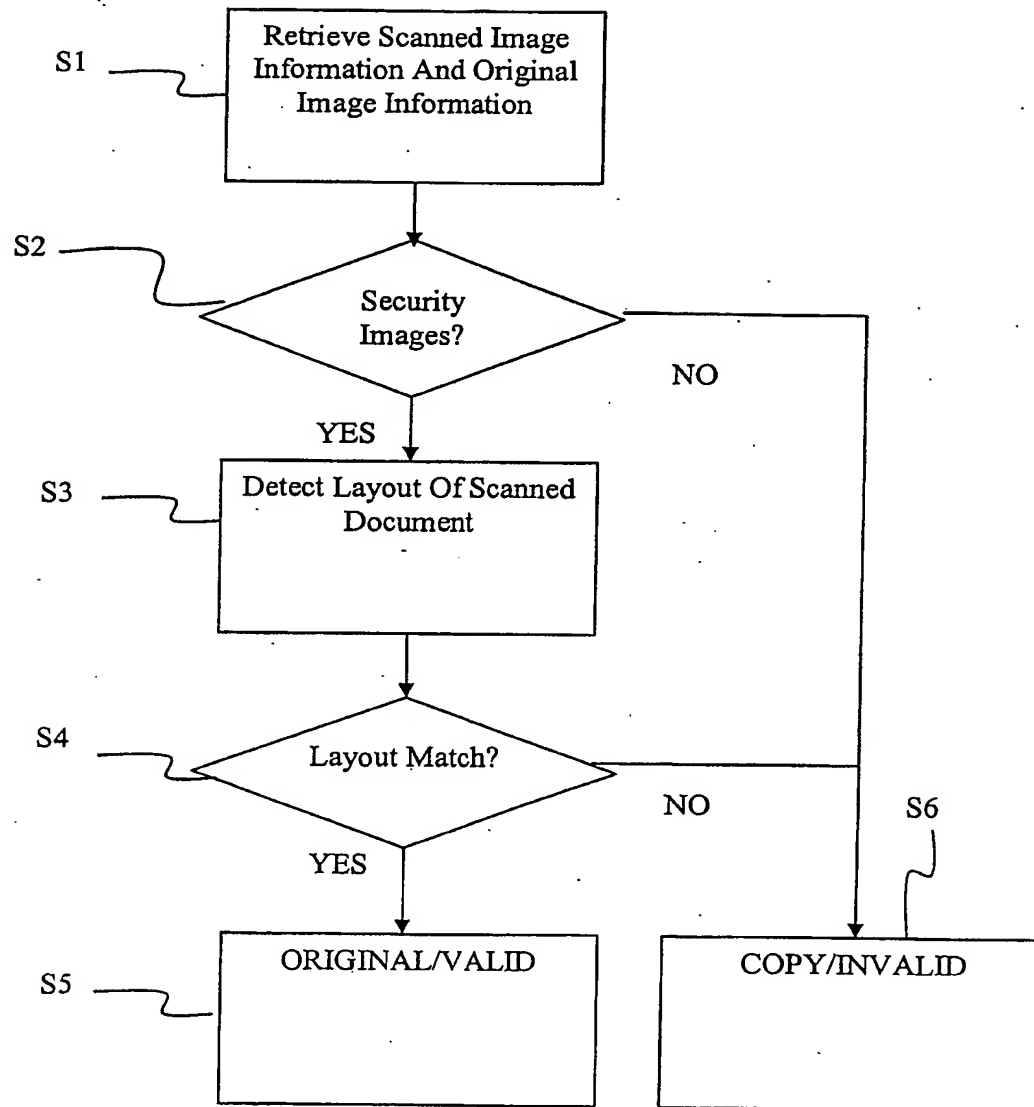 S1
Retrieve Scanned Image
Information And Original
Image Information
S2
Security
Images?
NO
YES
S3
Detect Layout Of Scanned
Document
S4
Layout Match?
NO
S6
YES
S5
ORIGINAL/VALID
COPY/INVALID